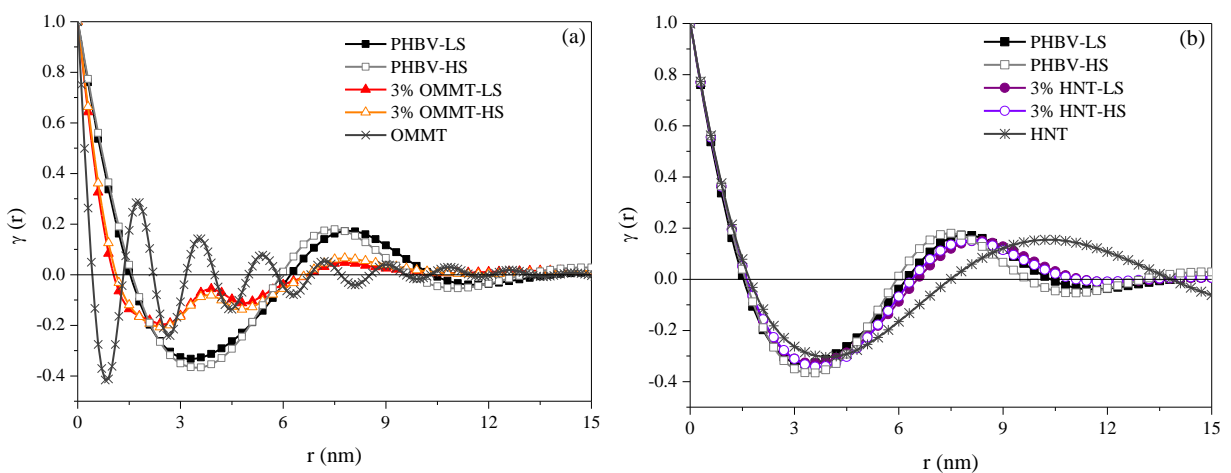 (a)
PHBV-LS
PHBV-HS
3% OMMT-LS
3% OMMT-HS
OMMT
1.0
0.8
0.6
0.4
0.2
0.0
-0.2
-0.4
γ (r)
0 3 6 9 12 15
r (nm)
(b)
PHBV-LS
PHBV-HS
3% HNT-LS
3% HNT-HS
HNT
1.0
0.8
0.6
0.4
0.2
0.0
-0.2
-0.4
γ (r)
0 3 6 9 12 15
r (nm)